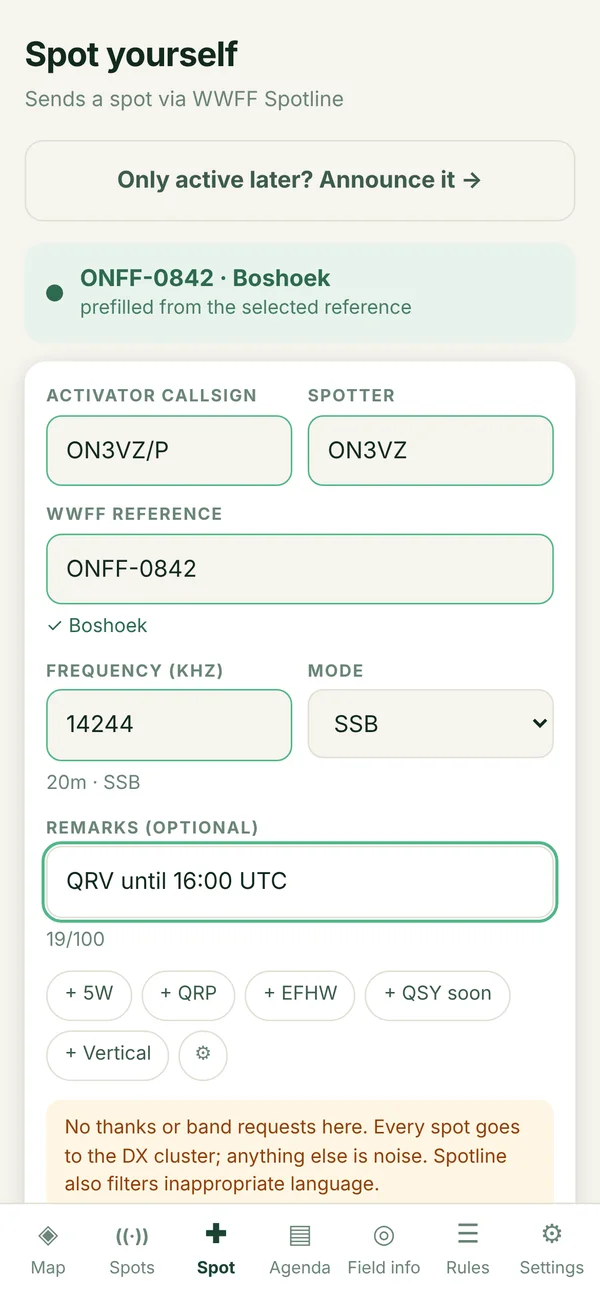 Spot yourself
Sends a spot via WWFF Spotline
Only active later? Announce it →
ONFF-0842 · Boshoek
prefilled from the selected reference
ACTIVATOR CALLSIGN SPOTTER
ON3VZ/P ON3VZ
WWFF REFERENCE
ONFF-0842
✓ Boshoek
FREQUENCY (KHZ) MODE
14244 SSB
20m · SSB
REMARKS (OPTIONAL)
QRV until 16:00 UTC
19/100
+ 5W + QRP + EFHW + QSY soon
+ Vertical
No thanks or band requests here. Every spot goes
to the DX cluster; anything else is noise. Spotline
also filters inappropriate language.
Map Spots Spot Agenda Field info Rules Settings